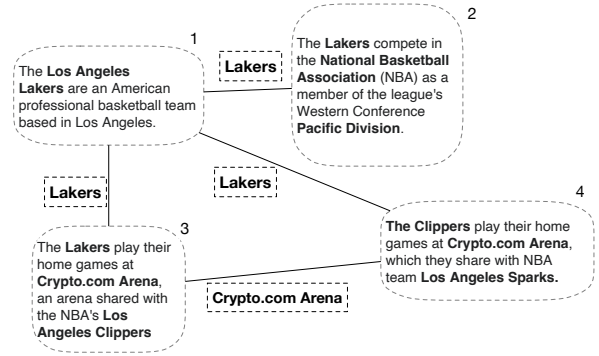 1
The Los Angeles
Lakers are an American
professional basketball team
based in Los Angeles.
Lakers
2
The Lakers compete in
the National Basketball
Association (NBA) as a
member of the league's
Western Conference
Pacific Division.
Lakers
Lakers
3
The Lakers play their
home games at
Crypto.com Arena,
an arena shared with
the NBA's Los
Angeles Clippers
Crypto.com Arena
4
The Clippers play their home
games at Crypto.com Arena,
which they share with NBA
team Los Angeles Sparks.